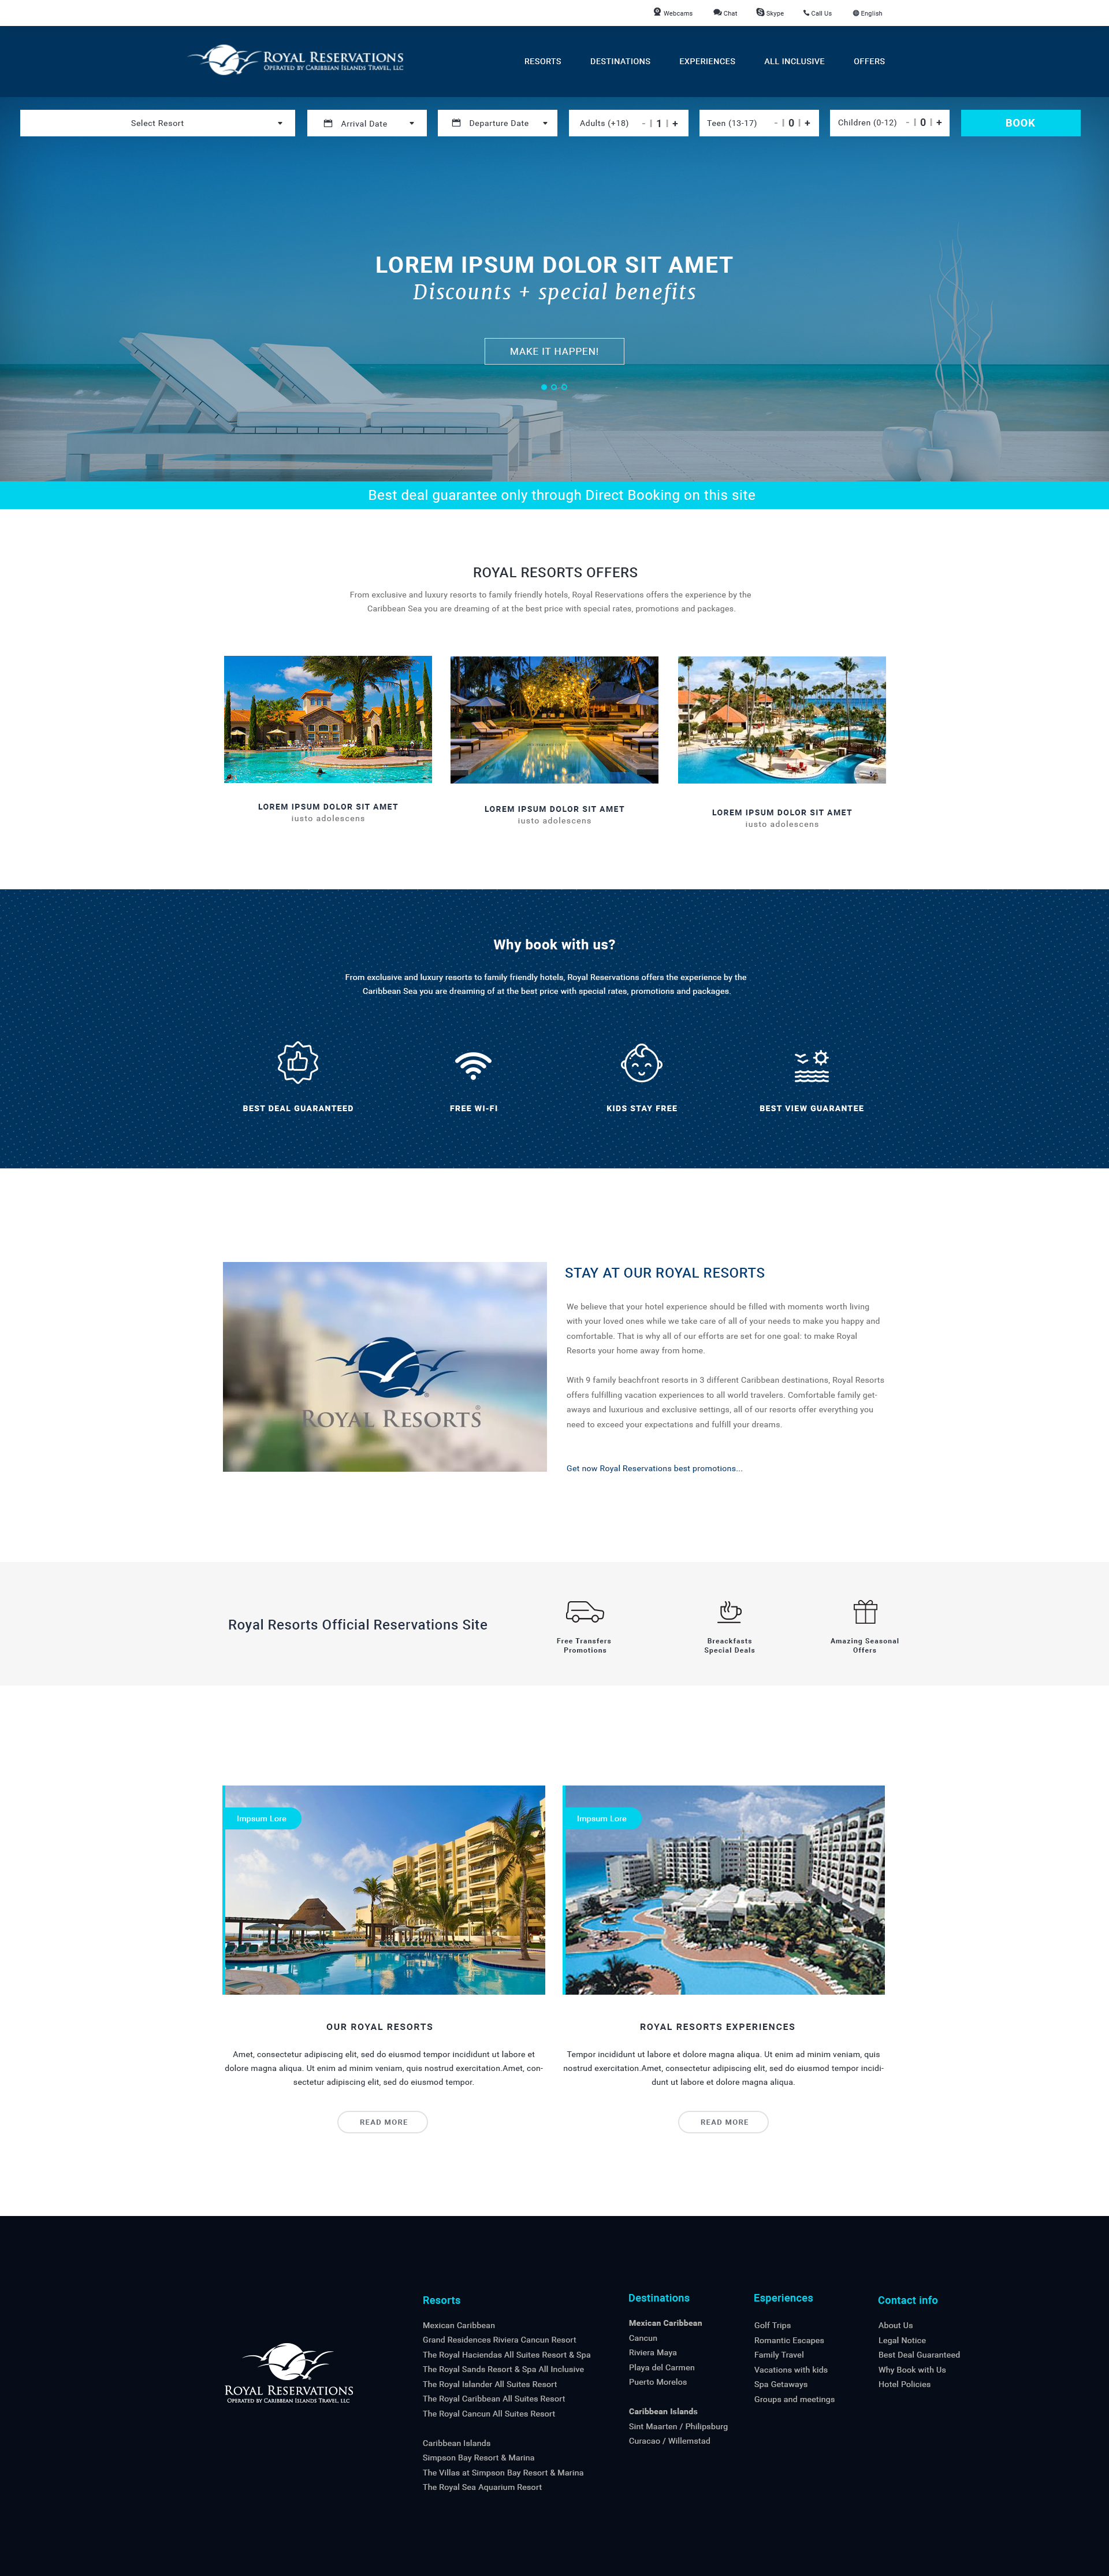 Webcams Chat Skype Call Us English
ROYAL RESERVATIONS
OPERATED BY CARIBBEAN ISLANDS TRAVEL, LLC
RESORTS DESTINATIONS EXPERIENCES ALL INCLUSIVE OFFERS
Select Resort Arrival Date Departure Date Adults (+18) - | 1 | + Teen (13-17) - | 0 | + Children (0-12) - | 0 | + BOOK
LOREM IPSUM DOLOR SIT AMET
Discounts + special benefits
MAKE IT HAPPEN!
Best deal guarantee only through Direct Booking on this site
ROYAL RESORTS OFFERS
From exclusive and luxury resorts to family friendly hotels, Royal Reservations offers the experience by the
Caribbean Sea you are dreaming of at the best price with special rates, promotions and packages.
LOREM IPSUM DOLOR SIT AMET
iusto adolescens
LOREM IPSUM DOLOR SIT AMET
iusto adolescens
LOREM IPSUM DOLOR SIT AMET
iusto adolescens
Why book with us?
From exclusive and luxury resorts to family friendly hotels, Royal Reservations offers the experience by the
Caribbean Sea you are dreaming of at the best price with special rates, promotions and packages.
BEST DEAL GUARANTEED FREE WI-FI KIDS STAY FREE BEST VIEW GUARANTEE
ROYAL RESORTS®
STAY AT OUR ROYAL RESORTS
We believe that your hotel experience should be filled with moments worth living
with your loved ones while we take care of all of your needs to make you happy and
comfortable. That is why all of our efforts are set for one goal: to make Royal
Resorts your home away from home.
With 9 family beachfront resorts in 3 different Caribbean destinations, Royal Resorts
offers fulfilling vacation experiences to all world travelers. Comfortable family get-
aways and luxurious and exclusive settings, all of our resorts offer everything you
need to exceed your expectations and fulfill your dreams.
Get now Royal Reservations best promotions...
Royal Resorts Official Reservations Site
Free Transfers
Promotions
Breackfasts
Special Deals
Amazing Seasonal
Offers
Impsum Lore
OUR ROYAL RESORTS
Amet, consectetur adipiscing elit, sed do eiusmod tempor incididunt ut labore et
dolore magna aliqua. Ut enim ad minim veniam, quis nostrud exercitation.Amet, con-
sectetur adipiscing elit, sed do eiusmod tempor.
READ MORE
Impsum Lore
ROYAL RESORTS EXPERIENCES
Tempor incididunt ut labore et dolore magna aliqua. Ut enim ad minim veniam, quis
nostrud exercitation.Amet, consectetur adipiscing elit, sed do eiusmod tempor incidi-
dunt ut labore et dolore magna aliqua.
READ MORE
ROYAL RESERVATIONS
OPERATED BY CARIBBEAN ISLANDS TRAVEL, LLC
Resorts
Mexican Caribbean
Grand Residences Riviera Cancun Resort
The Royal Haciendas All Suites Resort & Spa
The Royal Sands Resort & Spa All Inclusive
The Royal Islander All Suites Resort
The Royal Caribbean All Suites Resort
The Royal Cancun All Suites Resort
Caribbean Islands
Simpson Bay Resort & Marina
The Villas at Simpson Bay Resort & Marina
The Royal Sea Aquarium Resort
Destinations
Mexican Caribbean
Cancun
Riviera Maya
Playa del Carmen
Puerto Morelos
Caribbean Islands
Sint Maarten / Philipsburg
Curacao / Willemstad
Esperiences
Golf Trips
Romantic Escapes
Family Travel
Vacations with kids
Spa Getaways
Groups and meetings
Contact info
About Us
Legal Notice
Best Deal Guaranteed
Why Book with Us
Hotel Policies